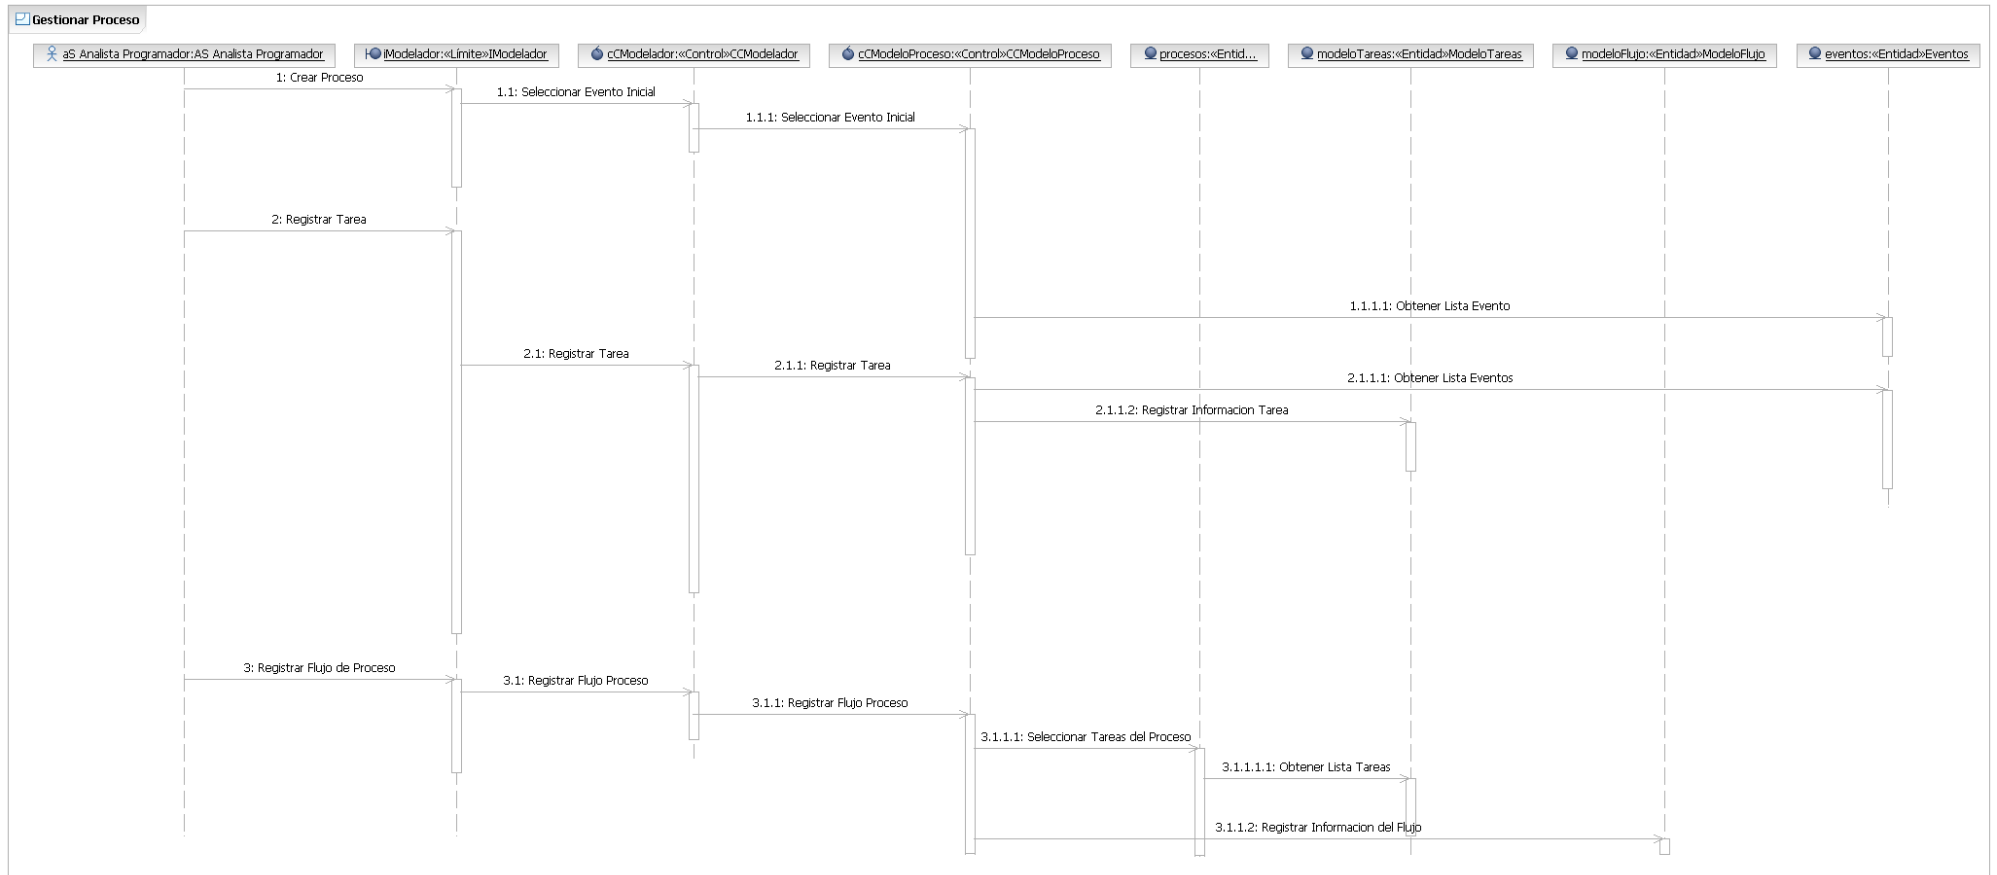 Gestionar Proceso
aS Analista Programador:AS Analista Programador
iModelador:«Límite»IModelador
cCModelador:«Control»CCModelador
cCModeloProceso:«Control»CCModeloProceso
procesos:«Entid...
modeloTareas:«Entidad»ModeloTareas
modeloFlujo:«Entidad»ModeloFlujo
eventos:«Entidad»Eventos
1: Crear Proceso
1.1: Seleccionar Evento Inicial
1.1.1: Seleccionar Evento Inicial
2: Registrar Tarea
1.1.1.1: Obtener Lista Evento
2.1: Registrar Tarea
2.1.1: Registrar Tarea
2.1.1.1: Obtener Lista Eventos
2.1.1.2: Registrar Informacion Tarea
3: Registrar Flujo de Proceso
3.1: Registrar Flujo Proceso
3.1.1: Registrar Flujo Proceso
3.1.1.1: Seleccionar Tareas del Proceso
3.1.1.1.1: Obtener Lista Tareas
3.1.1.2: Registrar Informacion del Flujo